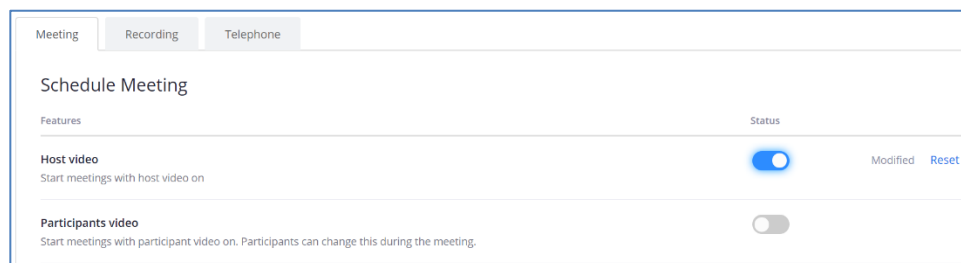 Meeting Recording Telephone
Schedule Meeting
Features Status
Host video Modified Reset
Start meetings with host video on
Participants video
Start meetings with participant video on. Participants can change this during the meeting.